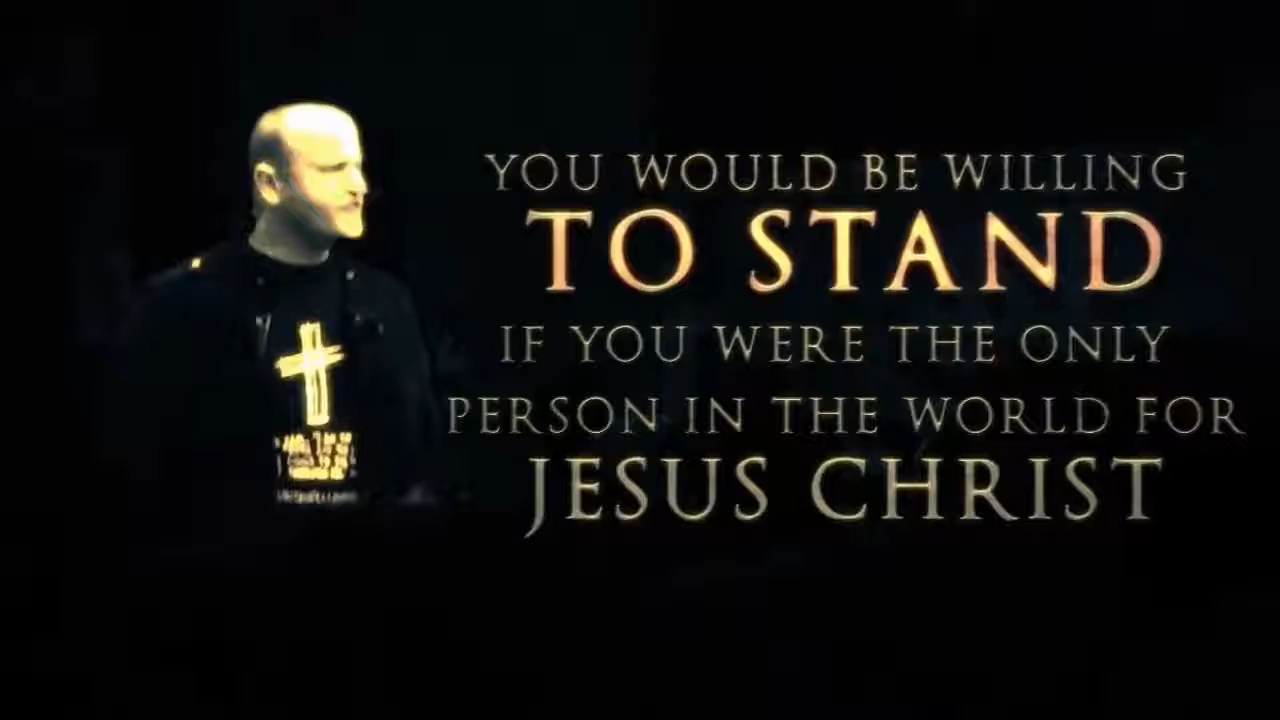 YOU WOULD BE WILLING
TO STAND
IF YOU WERE THE ONLY
PERSON IN THE WORLD FOR
JESUS CHRIST